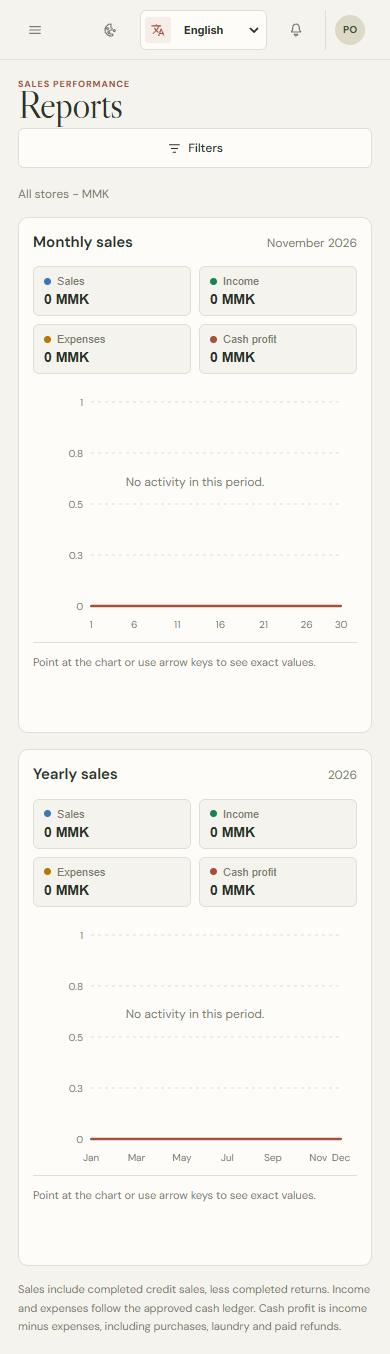 English
PO
SALES PERFORMANCE
Reports
Filters
All stores – MMK
Monthly sales
November 2026
Sales
0 MMK
Income
0 MMK
Expenses
0 MMK
Cash profit
0 MMK
1
0.8
No activity in this period.
0.5
0.3
0
1 6 11 16 21 26 30
Point at the chart or use arrow keys to see exact values.
Yearly sales
2026
Sales
0 MMK
Income
0 MMK
Expenses
0 MMK
Cash profit
0 MMK
1
0.8
No activity in this period.
0.5
0.3
0
Jan Mar May Jul Sep Nov Dec
Point at the chart or use arrow keys to see exact values.
Sales include completed credit sales, less completed returns. Income
and expenses follow the approved cash ledger. Cash profit is income
minus expenses, including purchases, laundry and paid refunds.